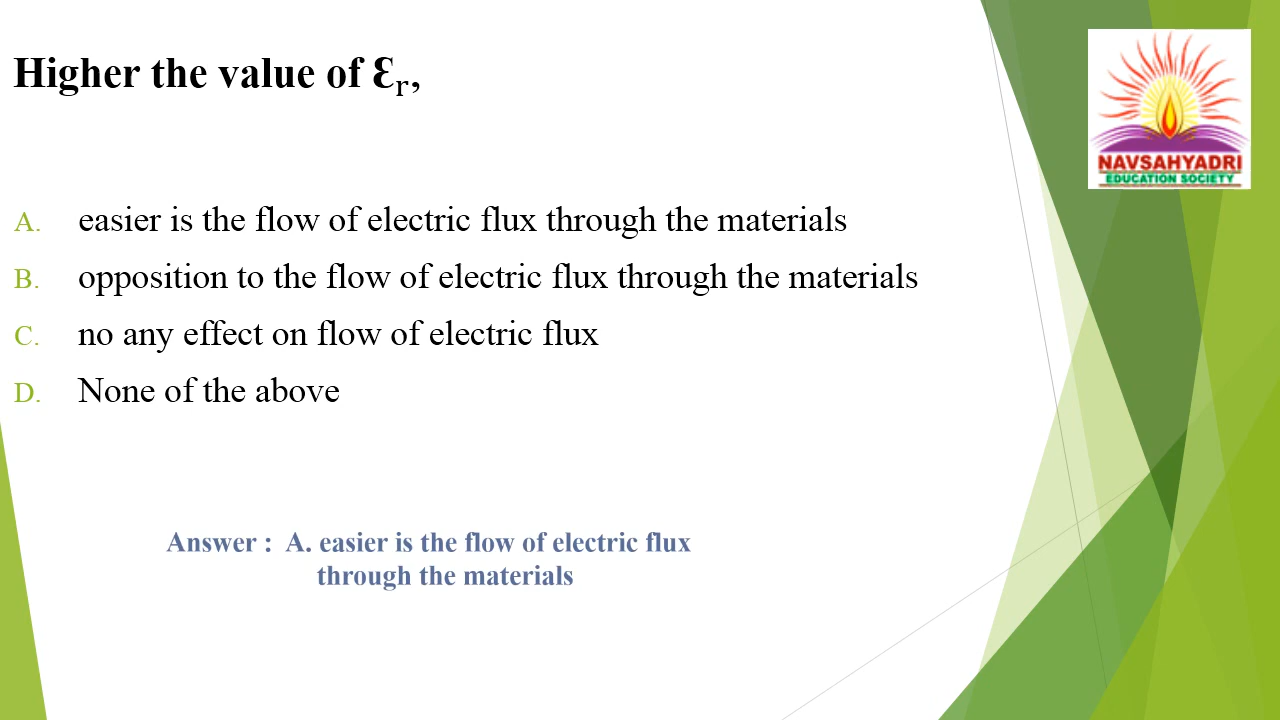 Higher the value of Ɛr,
NAVSAHYADRI
EDUCATION SOCIETY
A. easier is the flow of electric flux through the materials
B. opposition to the flow of electric flux through the materials
C. no any effect on flow of electric flux
D. None of the above
Answer : A. easier is the flow of electric flux
through the materials